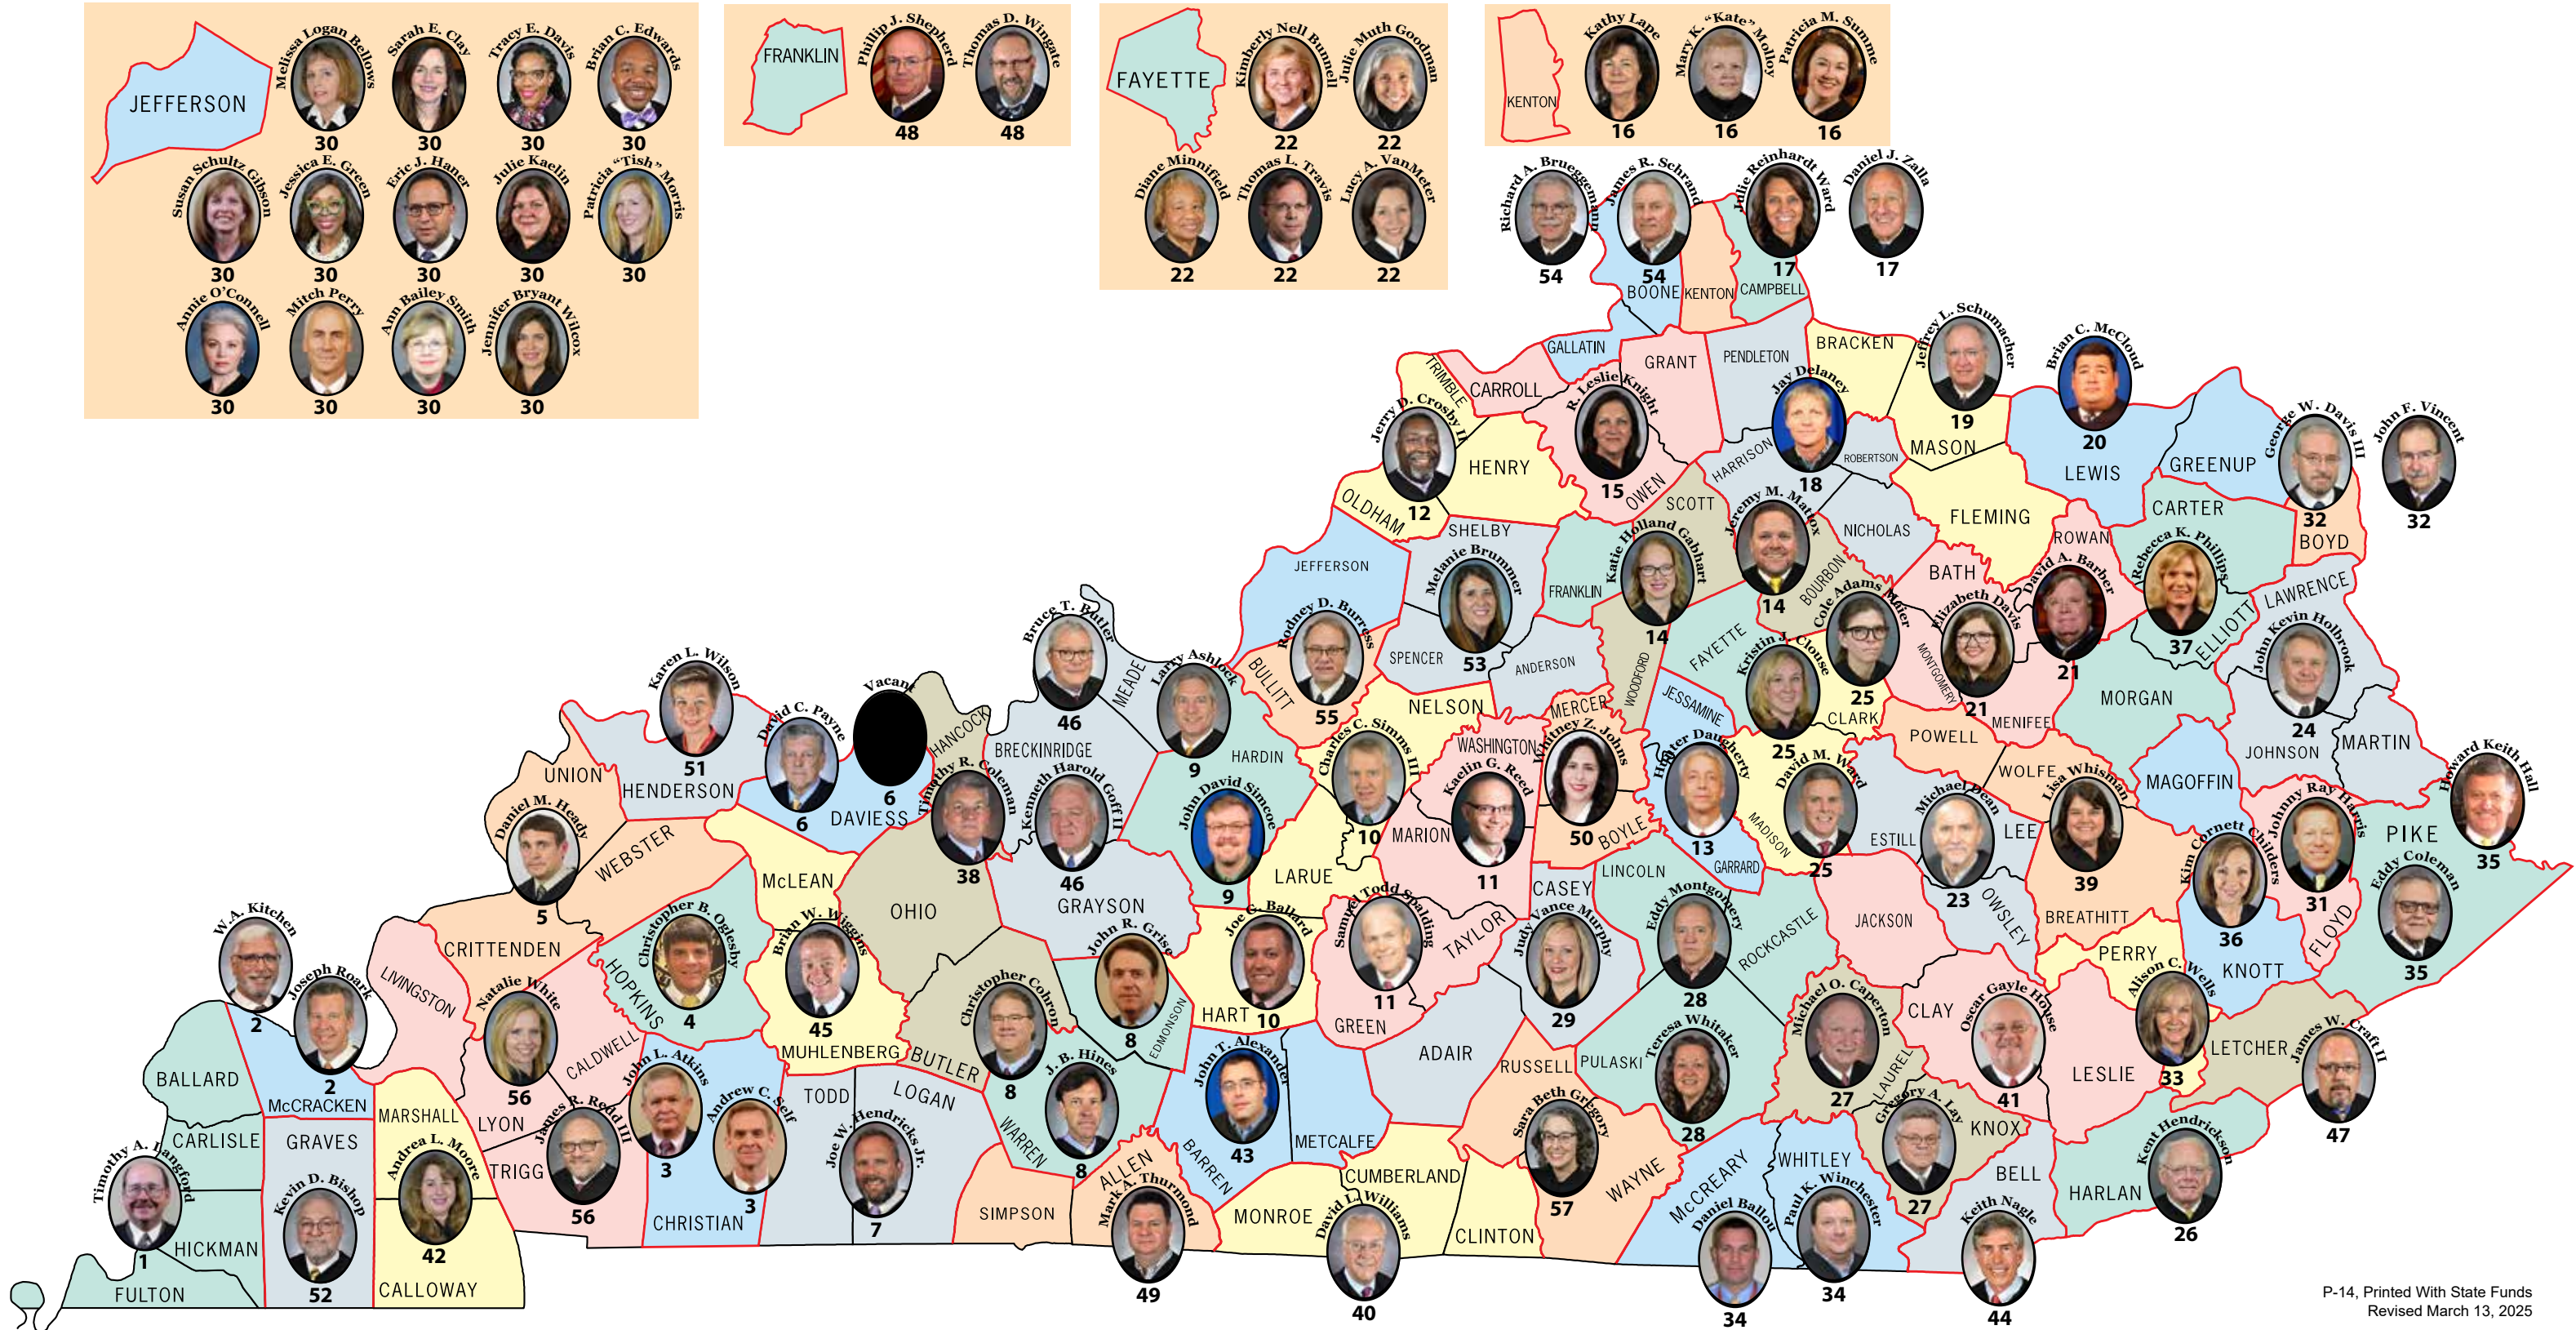 JEFFERSON
Melissa Logan Bellows
30
Sarah E. Clay
30
Tracy E. Davis
30
Brian C. Edwards
30
Susan Schultz Gibson
30
Jessica E. Green
30
Eric J. Haner
30
Julie Kaelin
30
Patricia “Tish” Morris
30
Annie O’Connell
30
Mitch Perry
30
Ann Bailey Smith
30
Jennifer Bryant Wilcox
30
FRANKLIN
Phillip J. Shepherd
48
Thomas D. Wingate
48
FAYETTE
Kimberly Nell Bunnell
22
Julie Muth Goodman
22
Diane Minnifield
22
Thomas L. Travis
22
Lucy A. VanMeter
22
KENTON
Kathy Lape
16
Mary K. “Kate” Molloy
16
Patricia M. Summe
16
Richard A. Brueggemann
54
James R. Schrand
54
Julie Reinhardt Ward
17
Daniel J. Zalla
17
BOONE
KENTON
CAMPBELL
GALLATIN
GRANT
PENDLETON
BRACKEN
Jeffrey L. Schumacher
19
MASON
Brian C. McCloud
20
LEWIS
GREENUP
George W. Davis III
32
John F. Vincent
32
BOYD
TRIMBLE
CARROLL
Jerry D. Crosby II
12
HENRY
OLDHAM
R. Leslie Knight
15
OWEN
Jay Delaney
18
HARRISON
ROBERTSON
NICHOLAS
FLEMING
ROWAN
CARTER
SCOTT
Jeremy M. Mattox
14
BOURBON
Katie Holland Gabhart
14
WOODFORD
SHELBY
Melanie Brummer
53
SPENCER
ANDERSON
FRANKLIN
JEFFERSON
Rodney D. Burress
55
BULLITT
FAYETTE
Kristin J. Clouse
25
Cole Adams Maier
25
CLARK
BATH
Elizabeth Davis
21
David A. Barber
21
MONTGOMERY
MENIFEE
Rebecca K. Phillips
37
ELLIOTT
MORGAN
LAWRENCE
John Kevin Holbrook
24
JOHNSON
MARTIN
Bruce T. Butler
46
MEADE
Larry Ashlock
9
HARDIN
BRECKINRIDGE
HANCOCK
Karen L. Wilson
51
HENDERSON
David C. Payne
6
Vacant
6
DAVIESS
UNION
Daniel M. Heady
5
WEBSTER
CRITTENDEN
Timothy R. Coleman
38
OHIO
Kenneth Harold Goff II
46
GRAYSON
John David Simcoe
9
NELSON
Charles C. Simms III
10
LARUE
WASHINGTON
Kaelin G. Reed
11
MARION
MERCER
Whitney Z. Johns
50
BOYLE
JESSAMINE
Hunter Daugherty
13
GARRARD
David M. Ward
25
MADISON
POWELL
ESTILL
Michael Dean
23
LEE
OWSLEY
WOLFE
Lisa Whisman
39
BREATHITT
MAGOFFIN
Kim Cornett Childers
36
KNOTT
Johnny Ray Harris
31
FLOYD
Howard Keith Hall
35
PIKE
Eddy Coleman
35
McLEAN
Brian W. Wiggins
45
MUHLENBERG
Christopher B. Oglesby
4
HOPKINS
LIVINGSTON
Natalie White
56
CALDWELL
LYON
TRIGG
James R. Redd III
56
W.A. Kitchen
2
Joseph Roark
2
McCRACKEN
BALLARD
CARLISLE
HICKMAN
FULTON
Timothy A. Langford
1
GRAVES
Kevin D. Bishop
52
MARSHALL
Andrea L. Moore
42
CALLOWAY
John L. Atkins
3
Andrew C. Self
3
CHRISTIAN
TODD
LOGAN
Joe W. Hendricks Jr.
7
BUTLER
Christopher Cohron
8
John R. Grise
8
EDMONSON
J. B. Hines
8
WARREN
SIMPSON
ALLEN
Mark A. Thurmond
49
Joe G. Ballard
10
HART
Samuel Todd Spalding
11
GREEN
TAYLOR
John T. Alexander
43
BARREN
METCALFE
MONROE
CUMBERLAND
David L. Williams
40
CLINTON
ADAIR
CASEY
Judy Vance Murphy
29
LINCOLN
Eddy Montgomery
28
ROCKCASTLE
PULASKI
Teresa Whitaker
28
RUSSELL
Sara Beth Gregory
57
WAYNE
McCREARY
Daniel Ballou
34
WHITLEY
Paul K. Winchester
34
JACKSON
Michael O. Caperton
27
LAUREL
Gregory A. Lay
27
KNOX
CLAY
Oscar Gayle House
41
LESLIE
BELL
Keith Nagle
44
HARLAN
Kent Hendrickson
26
PERRY
Alison C. Wells
33
LETCHER
James W. Craft II
47
P-14, Printed With State Funds
Revised March 13, 2025